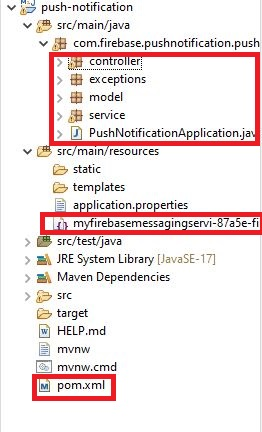 push-notification
src/main/java
com.firebase.pushnotification.push
controller
exceptions
model
service
PushNotificationApplication.jav
src/main/resources
static
templates
application.properties
myfirebasemessagingservi-87a5e-fi
src/test/java
JRE System Library [JavaSE-17]
Maven Dependencies
src
target
HELP.md
mvnw
mvnw.cmd
pom.xml